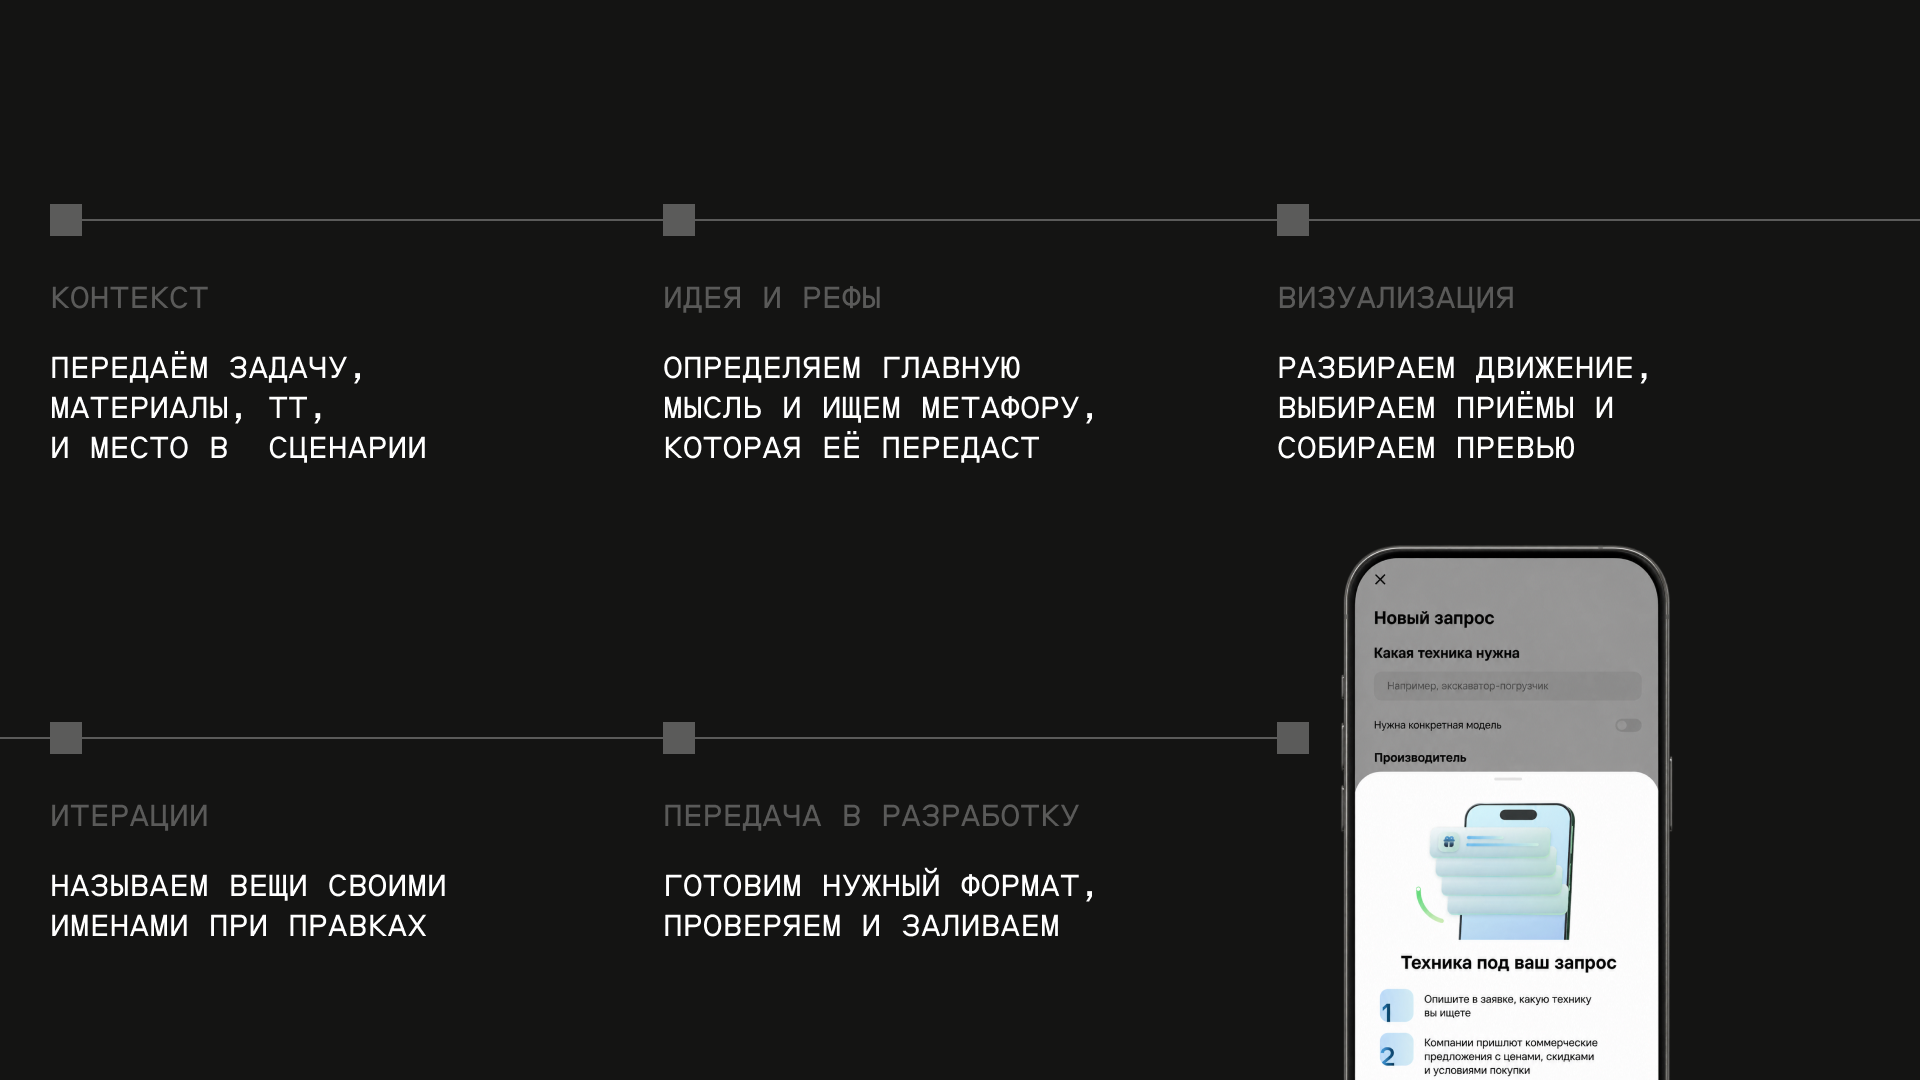 КОНТЕКСТ
ПЕРЕДАЁМ ЗАДАЧУ,
МАТЕРИАЛЫ, ТТ,
И МЕСТО В  СЦЕНАРИИ
ИДЕЯ И РЕФЫ
ОПРЕДЕЛЯЕМ ГЛАВНУЮ
МЫСЛЬ И ИЩЕМ МЕТАФОРУ,
КОТОРАЯ ЕЁ ПЕРЕДАСТ
ВИЗУАЛИЗАЦИЯ
РАЗБИРАЕМ ДВИЖЕНИЕ,
ВЫБИРАЕМ ПРИЁМЫ И
СОБИРАЕМ ПРЕВЬЮ
ИТЕРАЦИИ
НАЗЫВАЕМ ВЕЩИ СВОИМИ
ИМЕНАМИ ПРИ ПРАВКАХ
ПЕРЕДАЧА В РАЗРАБОТКУ
ГОТОВИМ НУЖНЫЙ ФОРМАТ,
ПРОВЕРЯЕМ И ЗАЛИВАЕМ
Новый запрос
Какая техника нужна
Например, экскаватор-погрузчик
Нужна конкретная модель
Производитель
Техника под ваш запрос
1
Опишите в заявке, какую технику
вы ищете
2
Компании пришлют коммерческие
предложения с ценами, скидками
и условиями покупки